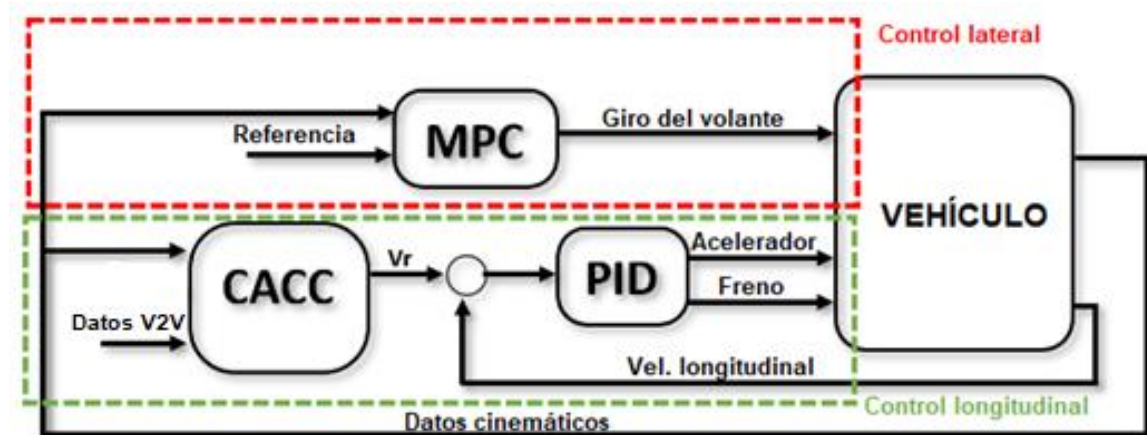 Control lateral
Giro del volante
Referencia
MPC
VEHÍCULO
Acelerador
Vr
CACC
PID
Freno
Datos V2V
Vel. longitudinal
Control longitudinal
Datos cinemáticos